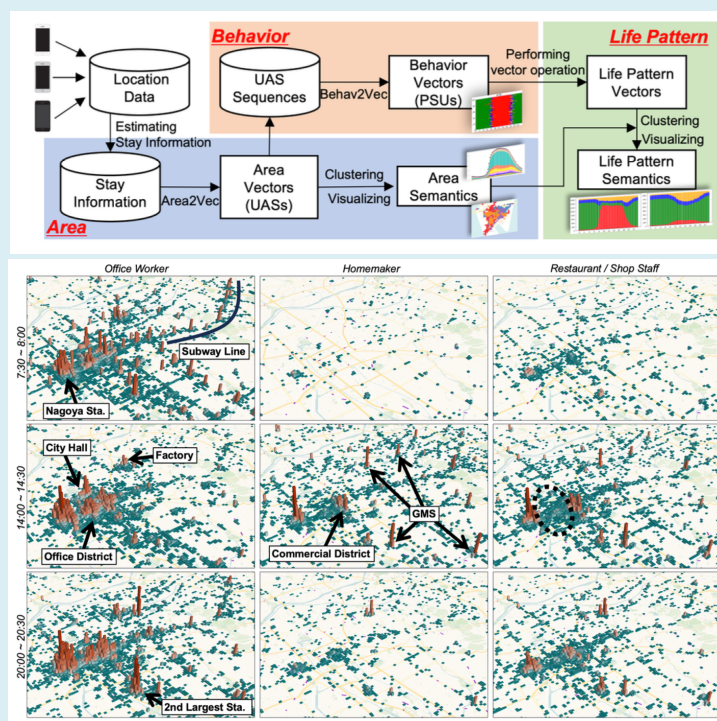 Behavior
Life Pattern
Location
Data
UAS
Sequences
Behav2Vec
Behavior
Vectors
(PSUs)
Performing
vector operation
Life Pattern
Vectors
Estimating
Stay Information
Clustering
Visualizing
Stay
Information
Area2Vec
Area
Vectors
(UASs)
Clustering
Visualizing
Area
Semantics
Life Pattern
Semantics
Area
Office Worker
Homemaker
Restaurant / Shop Staff
7:30 ~ 8:00
Subway Line
Nagoya Sta.
14:00 ~ 14:30
City Hall
Factory
Office District
GMS
Commercial District
20:00 ~ 20:30
2nd Largest Sta.